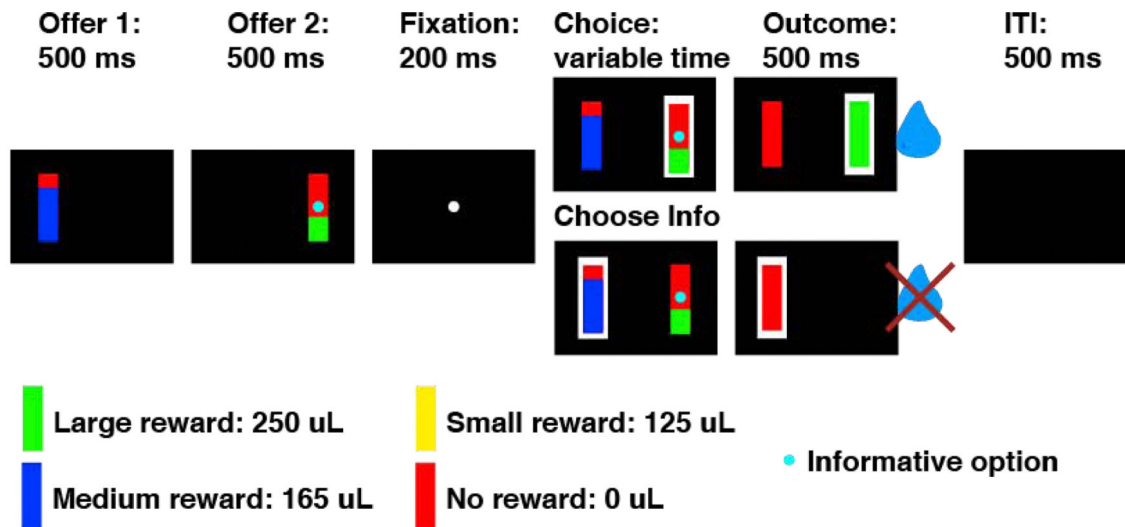 Offer 1:
500 ms
Offer 2:
500 ms
Fixation:
200 ms
Choice:
variable time
Outcome:
500 ms
ITI:
500 ms
Choose Info
Large reward: 250 uL
Small reward: 125 uL
Informative option
Medium reward: 165 uL
No reward: 0 uL